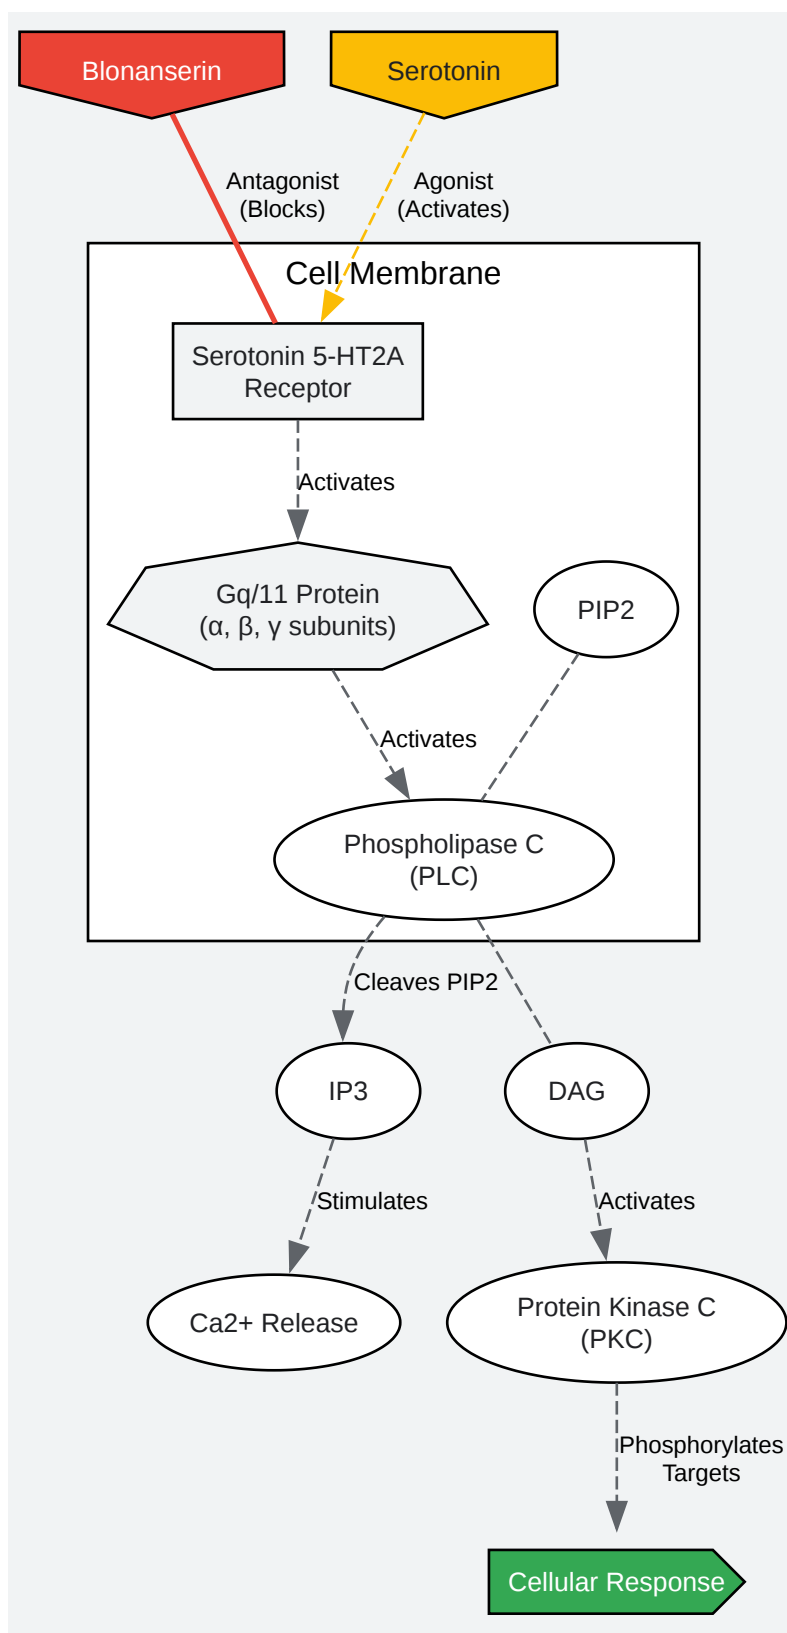 Blonanserin
Serotonin
Antagonist
(Blocks)
Agonist
(Activates)
Cell Membrane
Serotonin 5-HT2A
Receptor
Activates
Gq/11 Protein
(α, β, γ subunits)
PIP2
Activates
Phospholipase C
(PLC)
Cleaves PIP2
IP3
DAG
Stimulates
Activates
Ca2+ Release
Protein Kinase C
(PKC)
Phosphorylates
Targets
Cellular Response